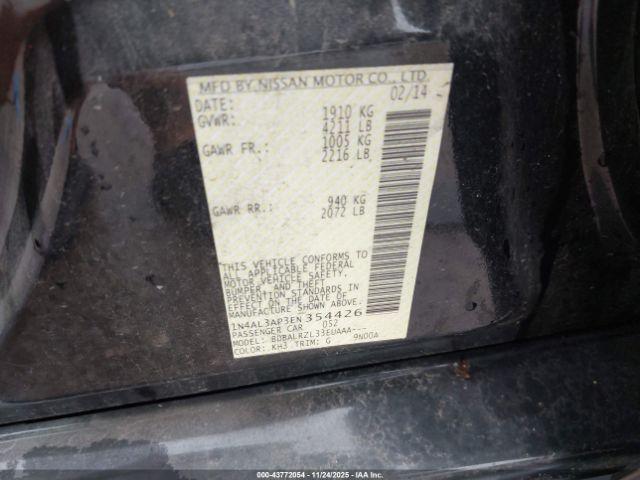 MFD BY NISSAN MOTOR CO., LTD.
DATE: 02/14
GVWR: 1910 KG
4211 LB
GAWR FR.: 1005 KG
2216 LB
GAWR RR.: 940 KG
2072 LB
THIS VEHICLE CONFORMS TO
ALL APPLICABLE FEDERAL
MOTOR VEHICLE SAFETY,
BUMPER, AND THEFT
PREVENTION STANDARDS IN
EFFECT ON THE DATE OF
MANUFACTURE SHOWN ABOVE.
1N4AL3AP3EN354426
PASSENGER CAR 052
MODEL: BDBALRZL33EUAAA---
COLOR: KH3 TRIM: G 9N00A
000-43772054 - 11/24/2025 - IAAI.COM